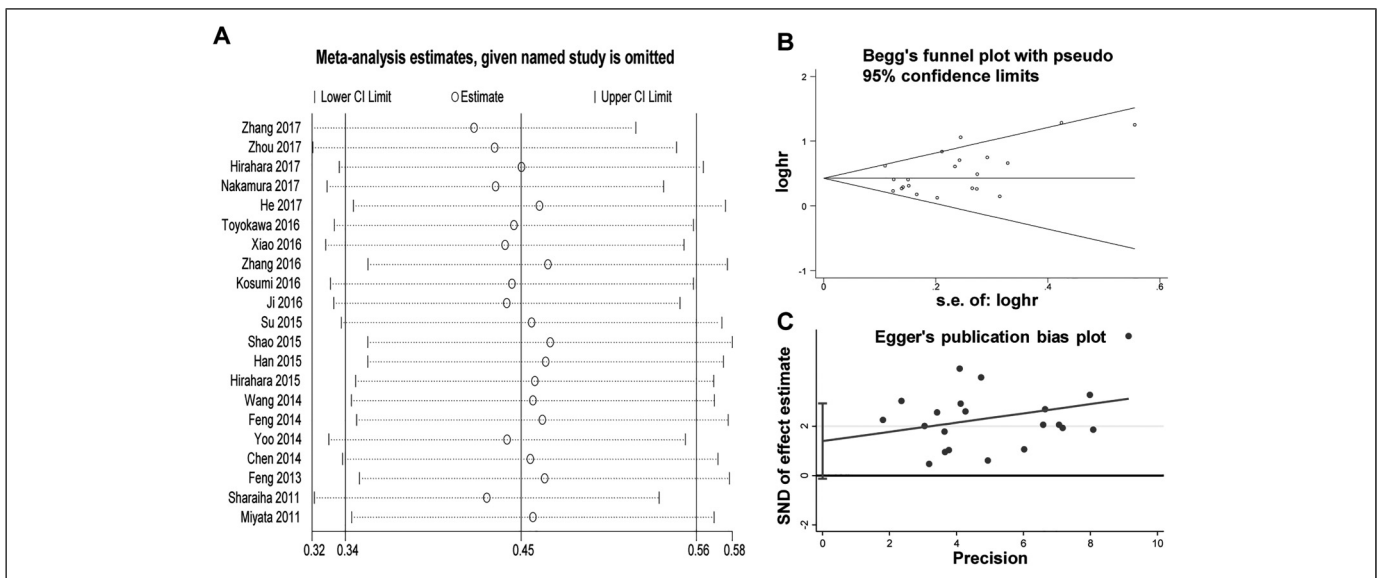 A
Meta-analysis estimates, given named study is omitted
| Lower CI Limit
Estimate
| Upper CI Limit
Zhang 2017
Zhou 2017
Hirahara 2017
Nakamura 2017
He 2017
Toyokawa 2016
Xiao 2016
Zhang 2016
Kosumi 2016
Ji 2016
Su 2015
Shao 2015
Han 2015
Hirahara 2015
Wang 2014
Feng 2014
Yoo 2014
Chen 2014
Feng 2013
Sharaiha 2011
Miyata 2011
0.32 0.34 0.45 0.56 0.58
B
Begg's funnel plot with pseudo
95% confidence limits
loghr
2
1
0
-1
0 .2 .4 .6
s.e. of: loghr
C
Egger's publication bias plot
SND of effect estimate
2
0
-2
0 2 4 6 8 10
Precision